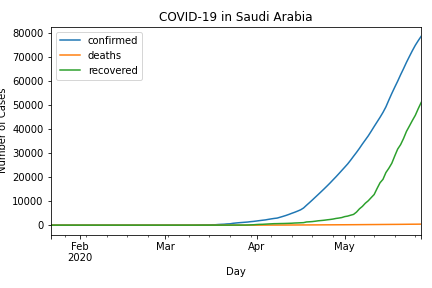 COVID-19 in Saudi Arabia
confirmed
deaths
recovered
80000
70000
60000
50000
40000
30000
20000
10000
0
Number of Cases
Feb
2020
Mar
Apr
May
Day